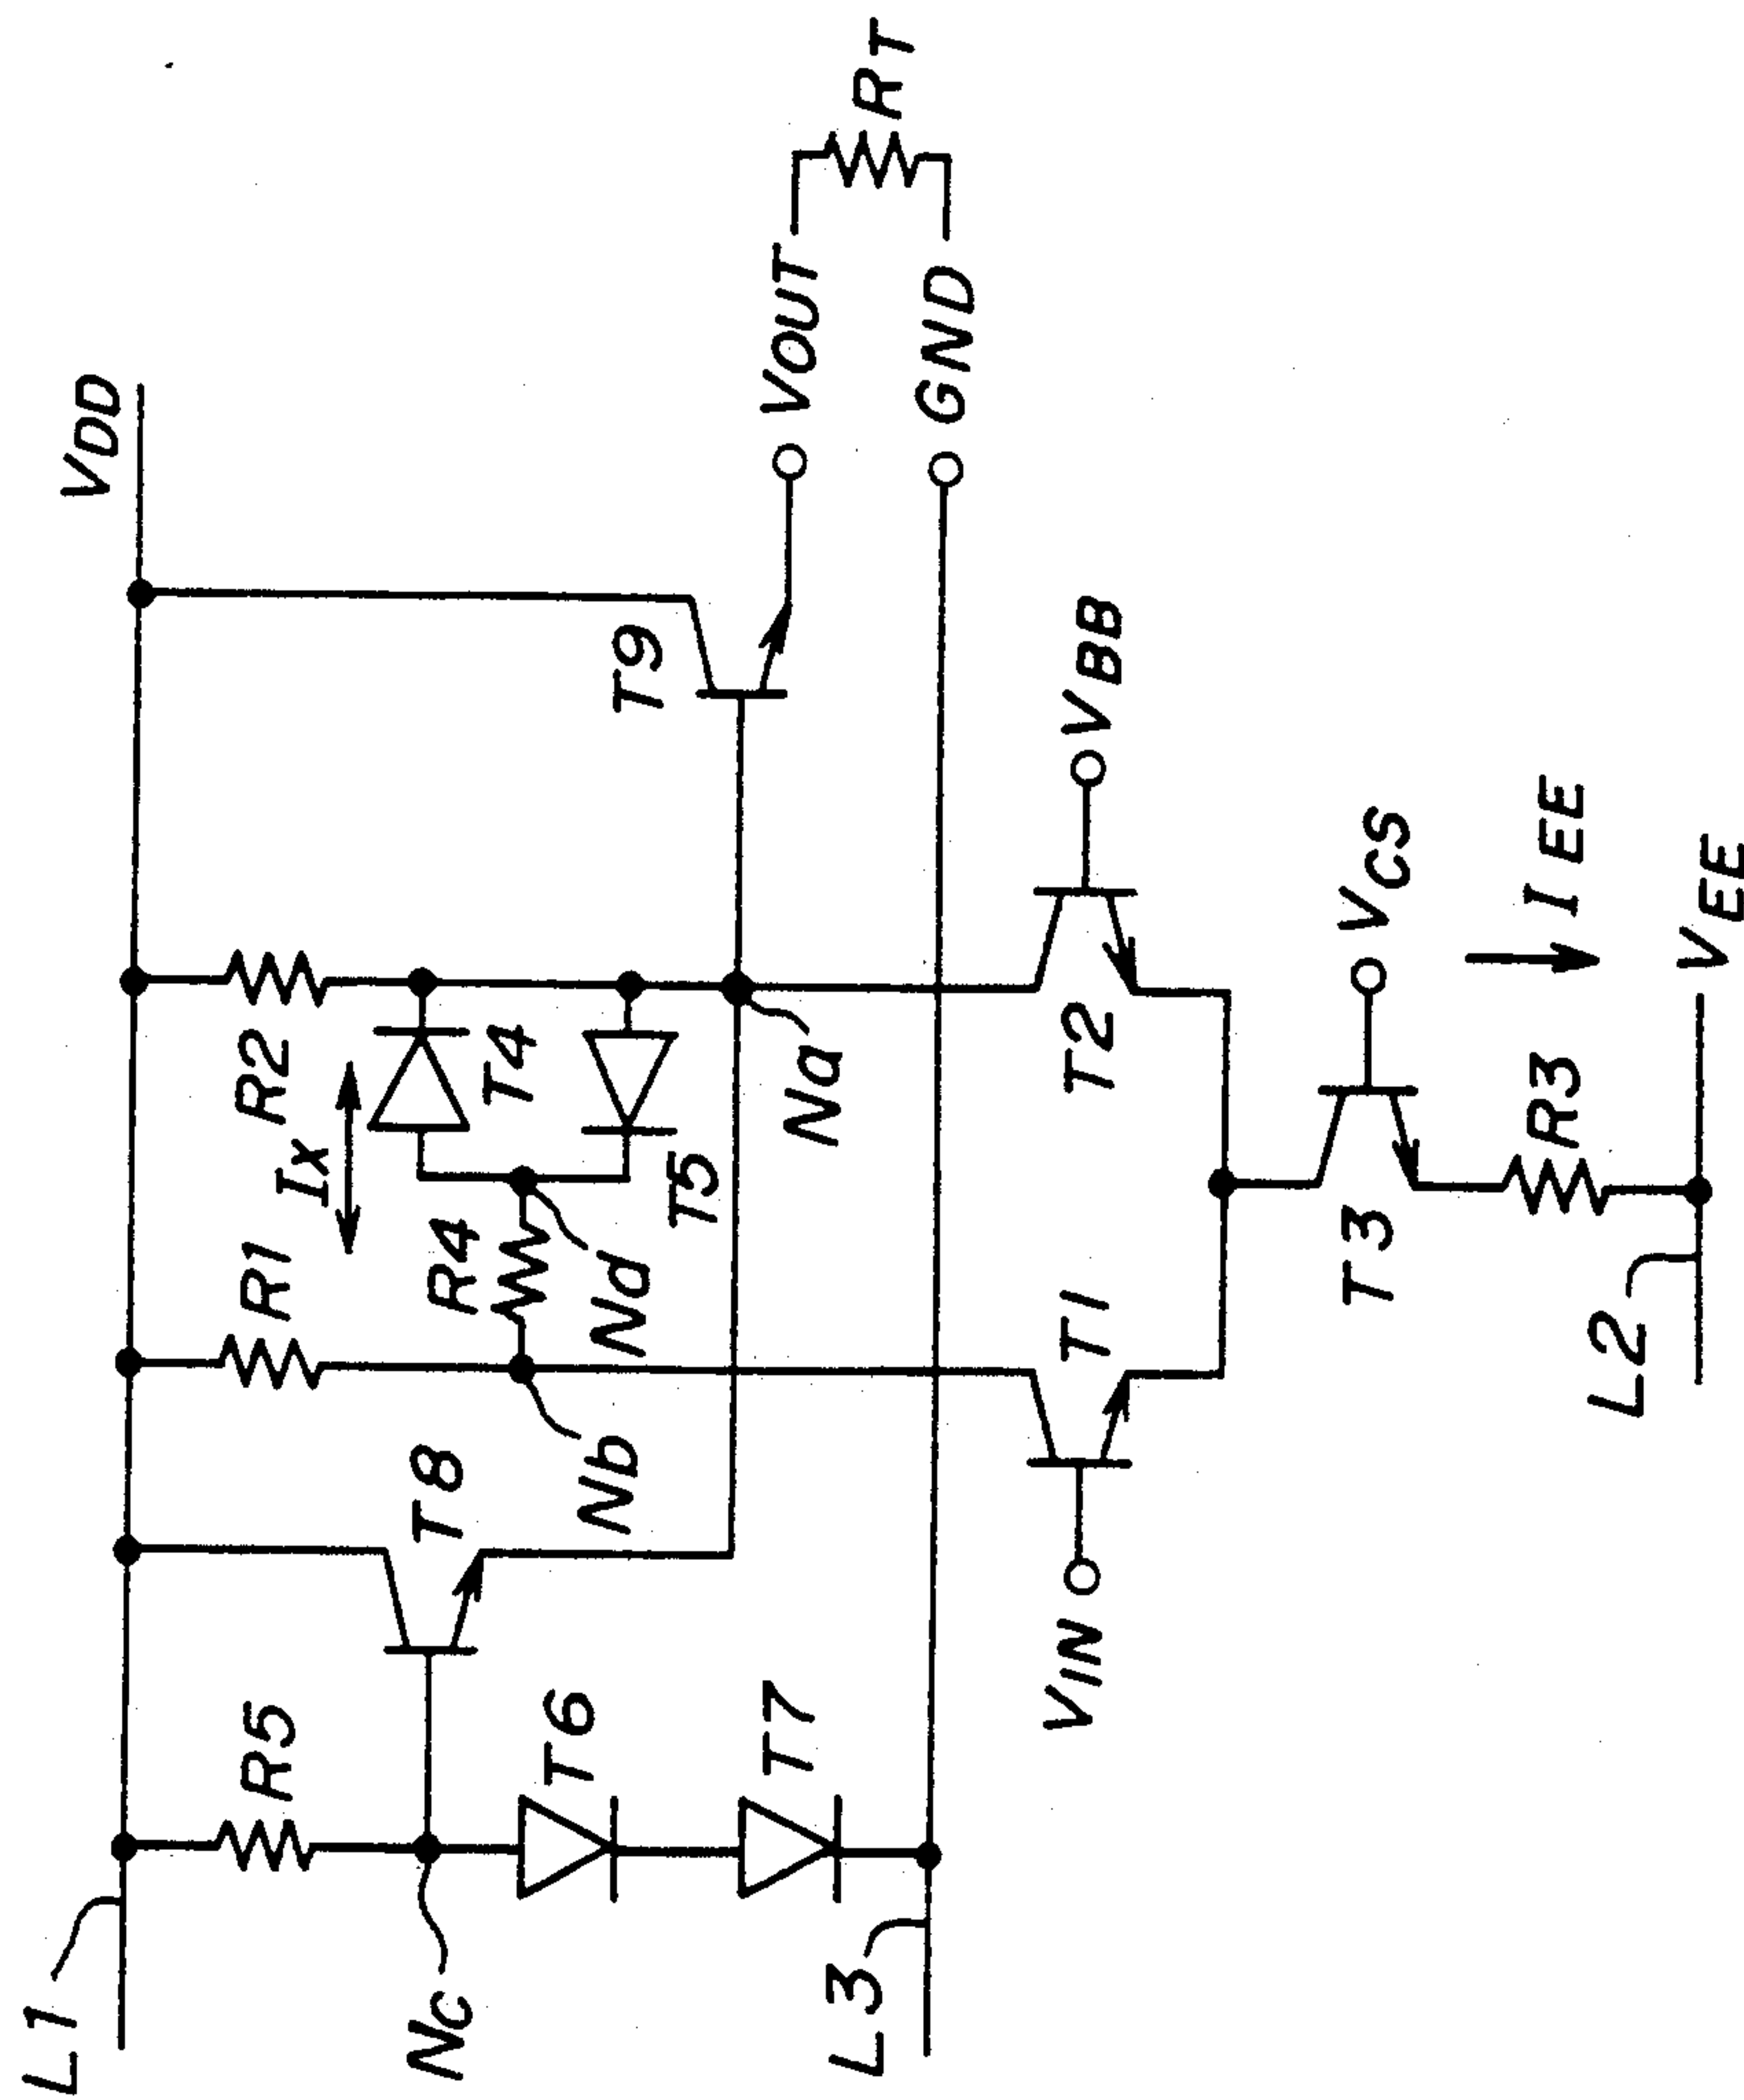 L1
VDD
R5
R1
R2
Ix
T8
R4
T4
T9
Nc
T6
Nb
Nd
T5
Na
VOUT
RT
T7
L3
GND
VIN
T1
T2
VBB
T3
VCS
R3
IEE
L2
VEE